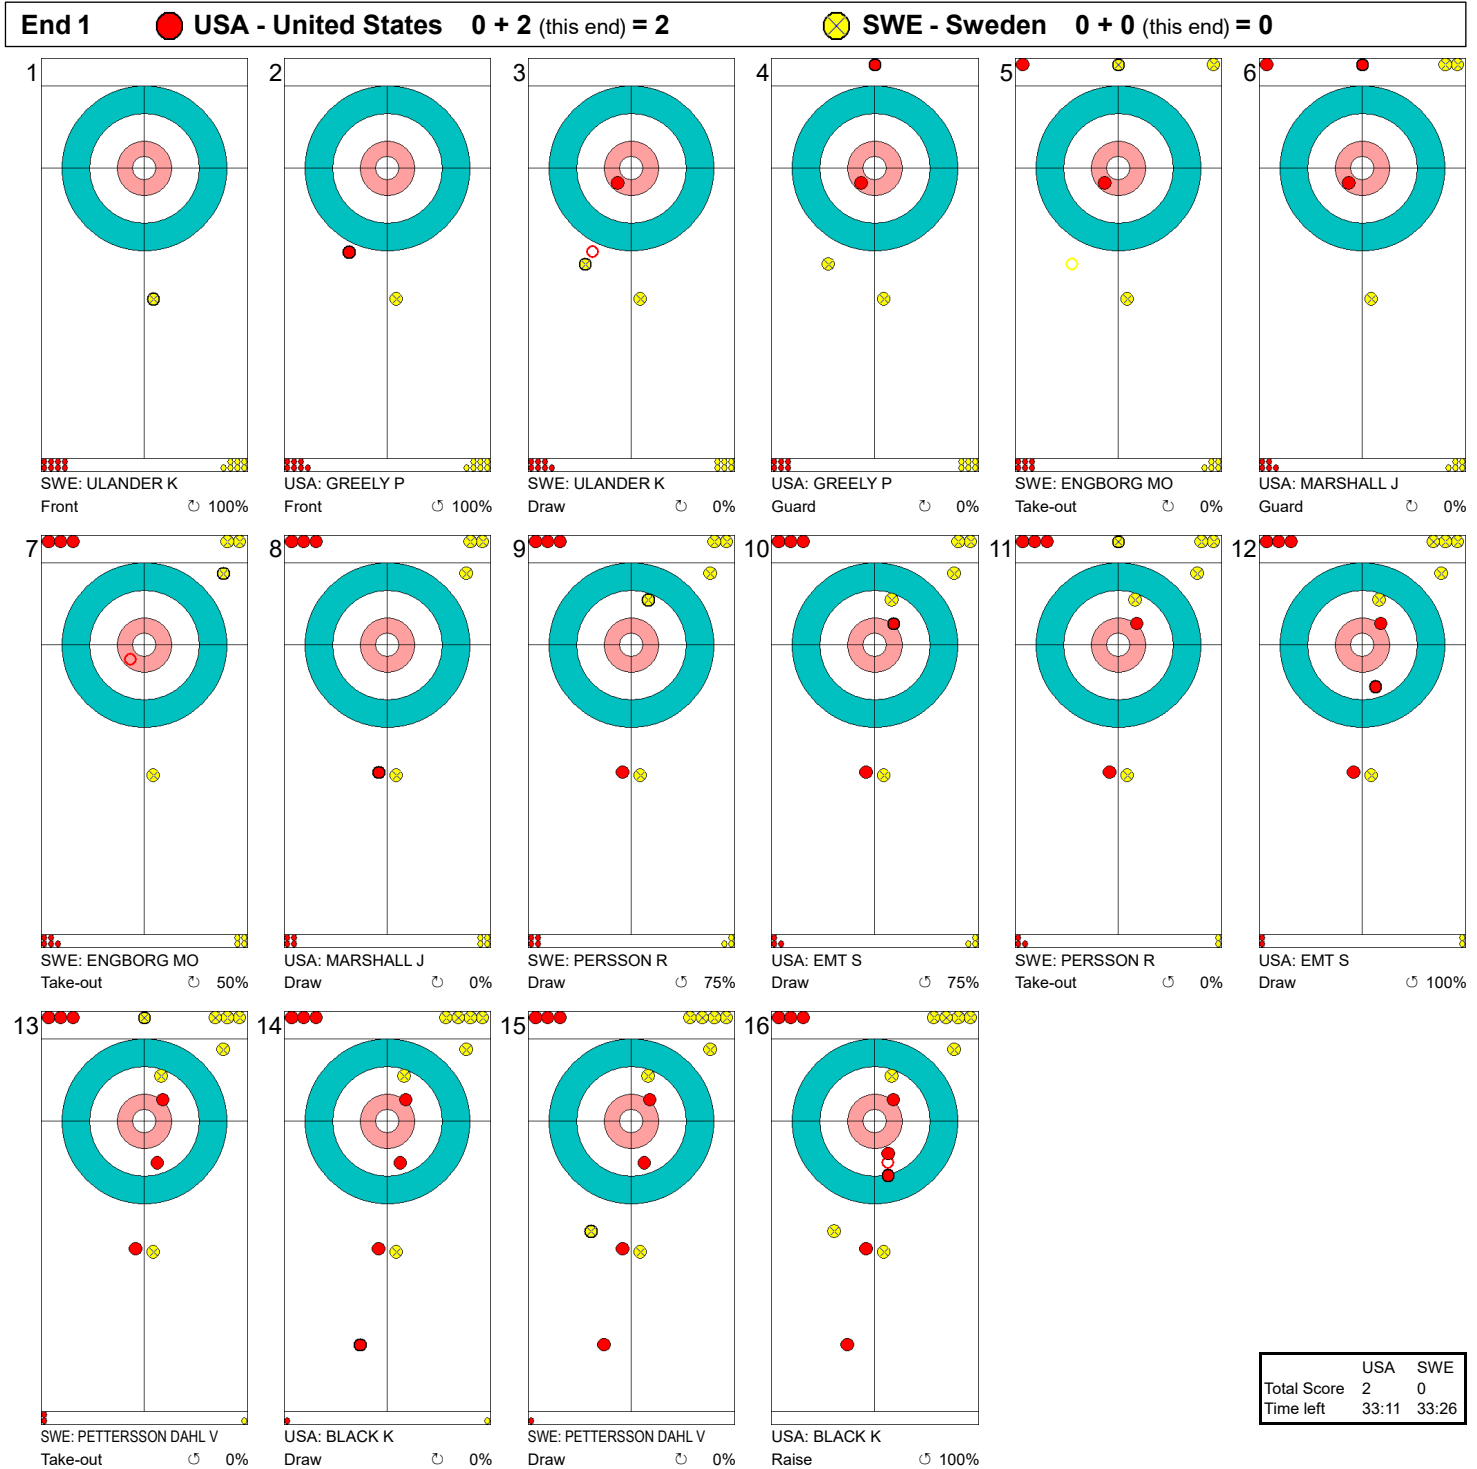 End 1 USA - United States 0 + 2 (this end) = 2 SWE - Sweden 0 + 0 (this end) = 0
1 2 3 4 5 6
SWE: ULANDER K USA: GREELY P SWE: ULANDER K USA: GREELY P SWE: ENGBORG MO USA: MARSHALL J
Front ↻ 100% Front ↺ 100% Draw ↻ 0% Guard ↻ 0% Take-out ↻ 0% Guard ↻ 0%
7 8 9 10 11 12
SWE: ENGBORG MO USA: MARSHALL J SWE: PERSSON R USA: EMT S SWE: PERSSON R USA: EMT S
Take-out ↻ 50% Draw ↻ 0% Draw ↺ 75% Draw ↺ 75% Take-out ↺ 0% Draw ↻ 100%
13 14 15 16
SWE: PETTERSSON DAHL V USA: BLACK K SWE: PETTERSSON DAHL V USA: BLACK K
Take-out ↺ 0% Draw ↻ 0% Draw ↻ 0% Raise ↺ 100%
USA SWE
Total Score 2 0
Time left 33:11 33:26